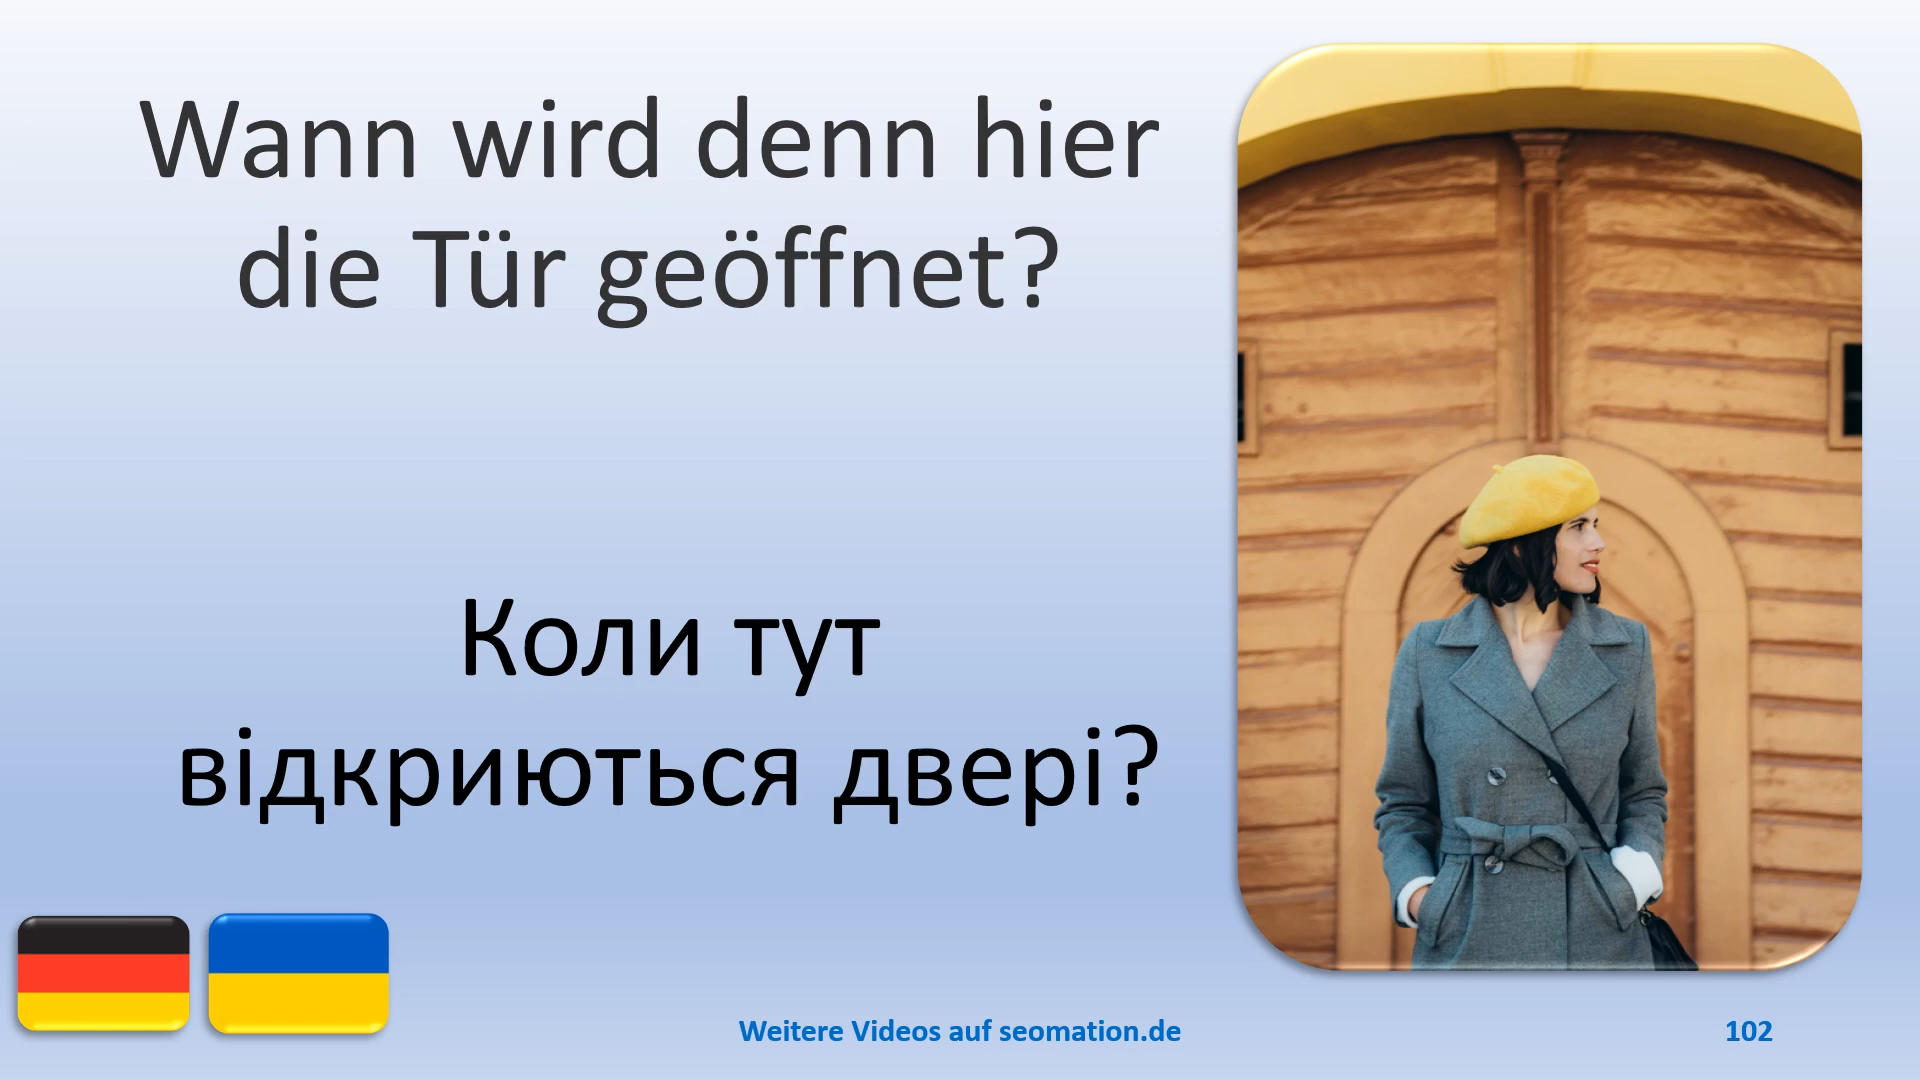 Wann wird denn hier
die Tür geöffnet?
Коли тут
відкриються двері?
Weitere Videos auf seomation.de
102